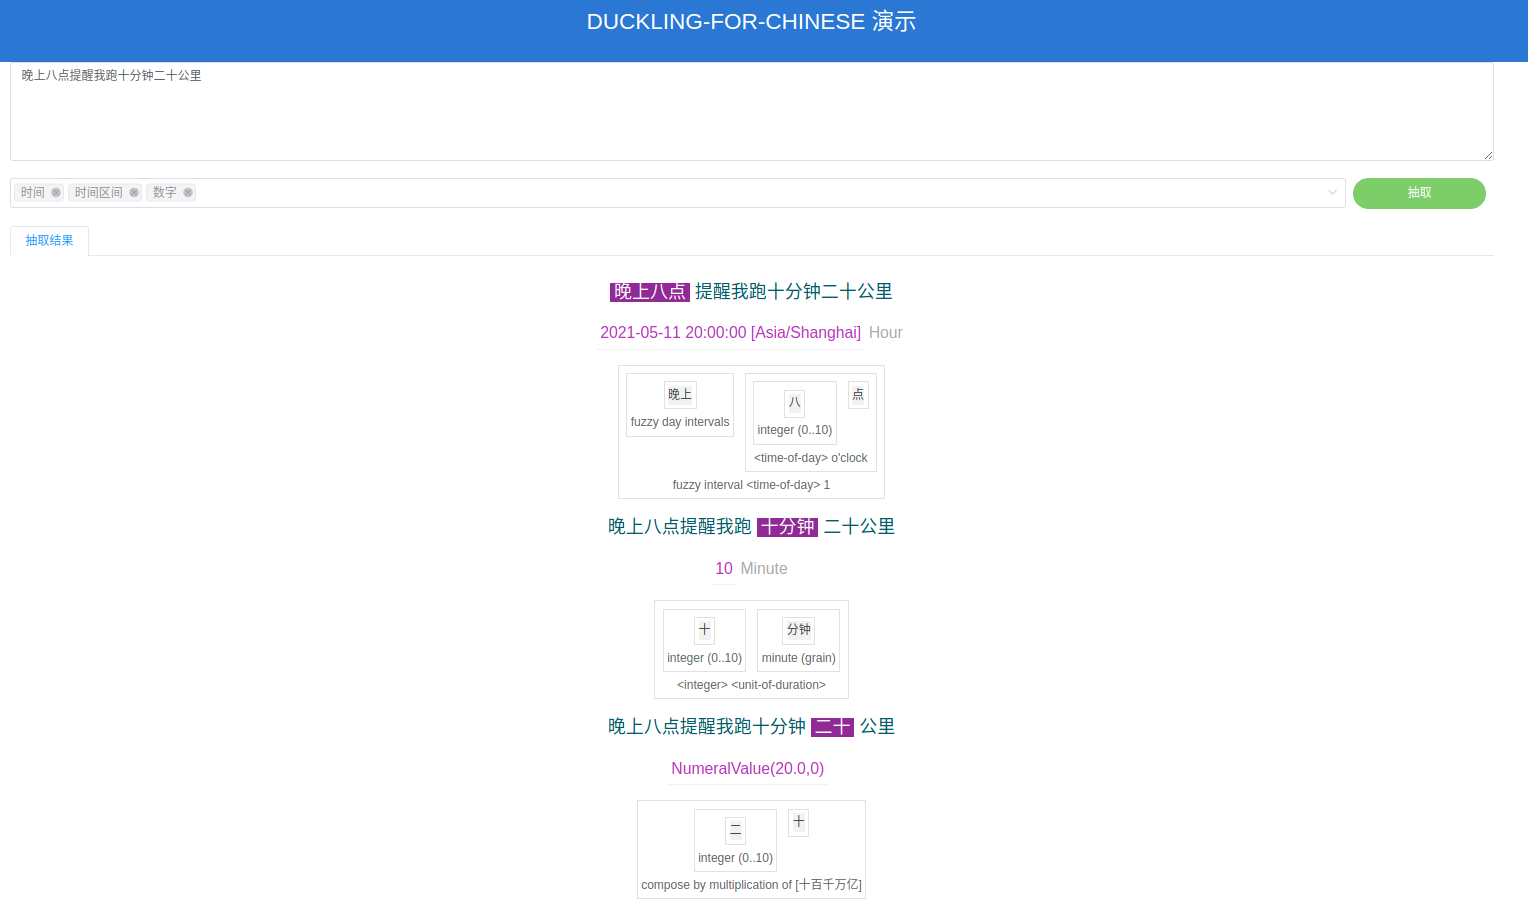 DUCKLING-FOR-CHINESE 演示
晚上八点提醒我跑十分钟二十公里
时间 时间区间 数字 抽取
抽取结果
晚上八点 提醒我跑十分钟二十公里
2021-05-11 20:00:00 [Asia/Shanghai] Hour
晚上 八 点
fuzzy day intervals integer (0..10)
<time-of-day> o'clock
fuzzy interval <time-of-day> 1
晚上八点提醒我跑 十分钟 二十公里
10 Minute
十 分钟
integer (0..10) minute (grain)
<integer> <unit-of-duration>
晚上八点提醒我跑十分钟 二十 公里
NumeralValue(20.0,0)
二 十
integer (0..10)
compose by multiplication of [十百千万亿]